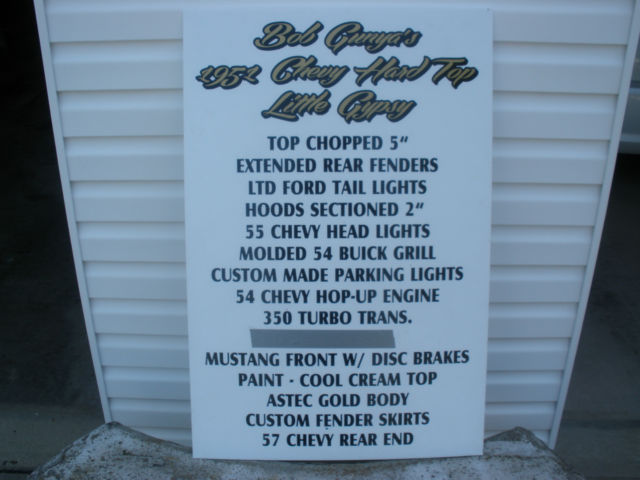 Bob Gunya's
1951 Chevy Hard Top
Little Gypsy
TOP CHOPPED 5"
EXTENDED REAR FENDERS
LTD FORD TAIL LIGHTS
HOODS SECTIONED 2"
55 CHEVY HEAD LIGHTS
MOLDED 54 BUICK GRILL
CUSTOM MADE PARKING LIGHTS
54 CHEVY HOP-UP ENGINE
350 TURBO TRANS.
MUSTANG FRONT W/ DISC BRAKES
PAINT - COOL CREAM TOP
ASTEC GOLD BODY
CUSTOM FENDER SKIRTS
57 CHEVY REAR END